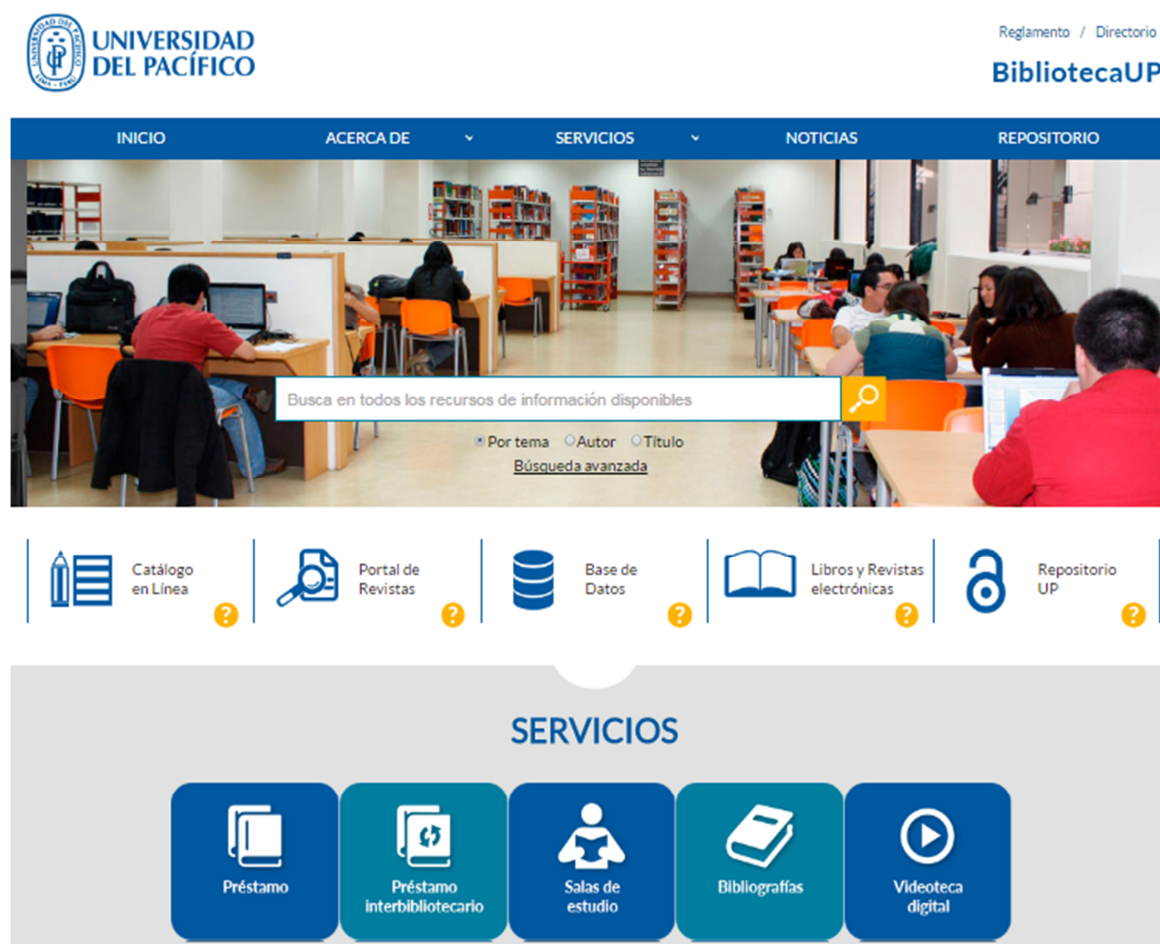 UNIVERSIDAD
DEL PACÍFICO
Reglamento / Directorio
BibliotecaUP
INICIO
ACERCA DE
SERVICIOS
NOTICIAS
REPOSITORIO
Busca en todos los recursos de información disponibles
Por tema Autor Título
Búsqueda avanzada
Catálogo
en Línea
?
Portal de
Revistas
?
Base de
Datos
?
Libros y Revistas
electrónicas
?
Repositorio
UP
?
SERVICIOS
Préstamo
Préstamo
interbibliotecario
Salas de
estudio
Bibliografías
Videoteca
digital